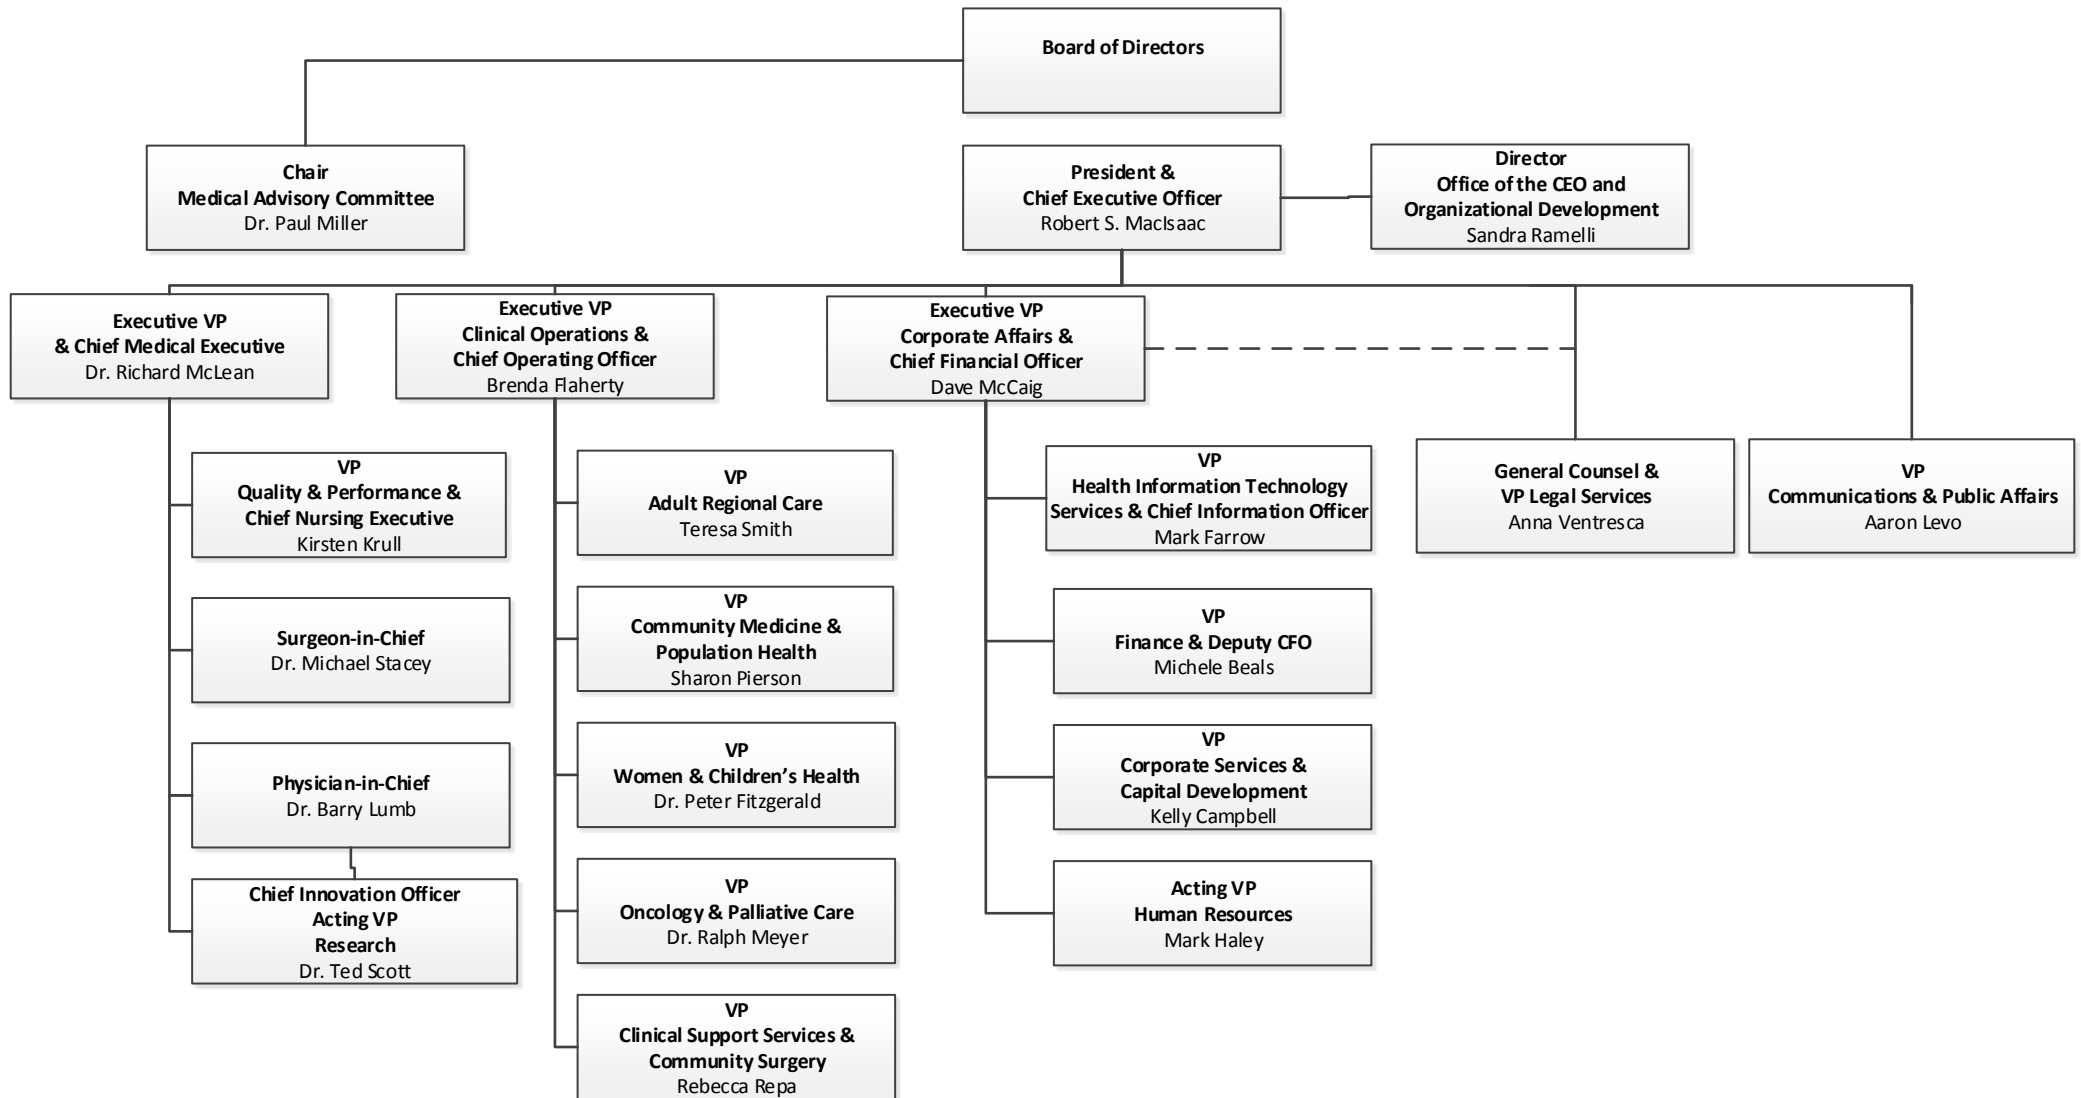 Board of Directors
Chair
Medical Advisory Committee
Dr. Paul Miller
President &
Chief Executive Officer
Robert S. MacIsaac
Director
Office of the CEO and
Organizational Development
Sandra Ramelli
Executive VP
& Chief Medical Executive
Dr. Richard McLean
Executive VP
Clinical Operations &
Chief Operating Officer
Brenda Flaherty
Executive VP
Corporate Affairs &
Chief Financial Officer
Dave McCaig
VP
Quality & Performance &
Chief Nursing Executive
Kirsten Krull
Surgeon-in-Chief
Dr. Michael Stacey
Physician-in-Chief
Dr. Barry Lumb
Chief Innovation Officer
Acting VP
Research
Dr. Ted Scott
VP
Adult Regional Care
Teresa Smith
VP
Community Medicine &
Population Health
Sharon Pierson
VP
Women & Children’s Health
Dr. Peter Fitzgerald
VP
Oncology & Palliative Care
Dr. Ralph Meyer
VP
Clinical Support Services &
Community Surgery
Rebecca Repa
VP
Health Information Technology
Services & Chief Information Officer
Mark Farrow
VP
Finance & Deputy CFO
Michele Beals
VP
Corporate Services &
Capital Development
Kelly Campbell
Acting VP
Human Resources
Mark Haley
General Counsel &
VP Legal Services
Anna Ventresca
VP
Communications & Public Affairs
Aaron Levo